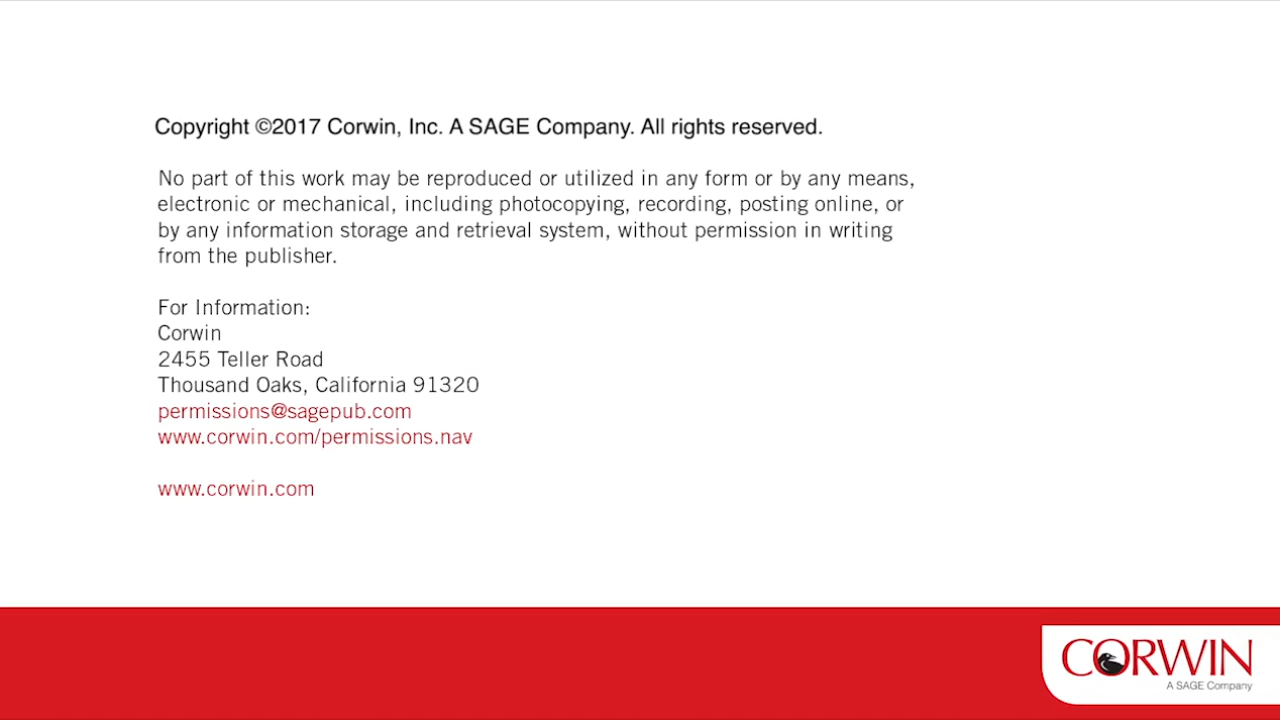 Copyright ©2017 Corwin, Inc. A SAGE Company. All rights reserved.
No part of this work may be reproduced or utilized in any form or by any means,
electronic or mechanical, including photocopying, recording, posting online, or
by any information storage and retrieval system, without permission in writing
from the publisher.
For Information:
Corwin
2455 Teller Road
Thousand Oaks, California 91320
permissions@sagepub.com
www.corwin.com/permissions.nav
www.corwin.com
CORWIN
A SAGE Company